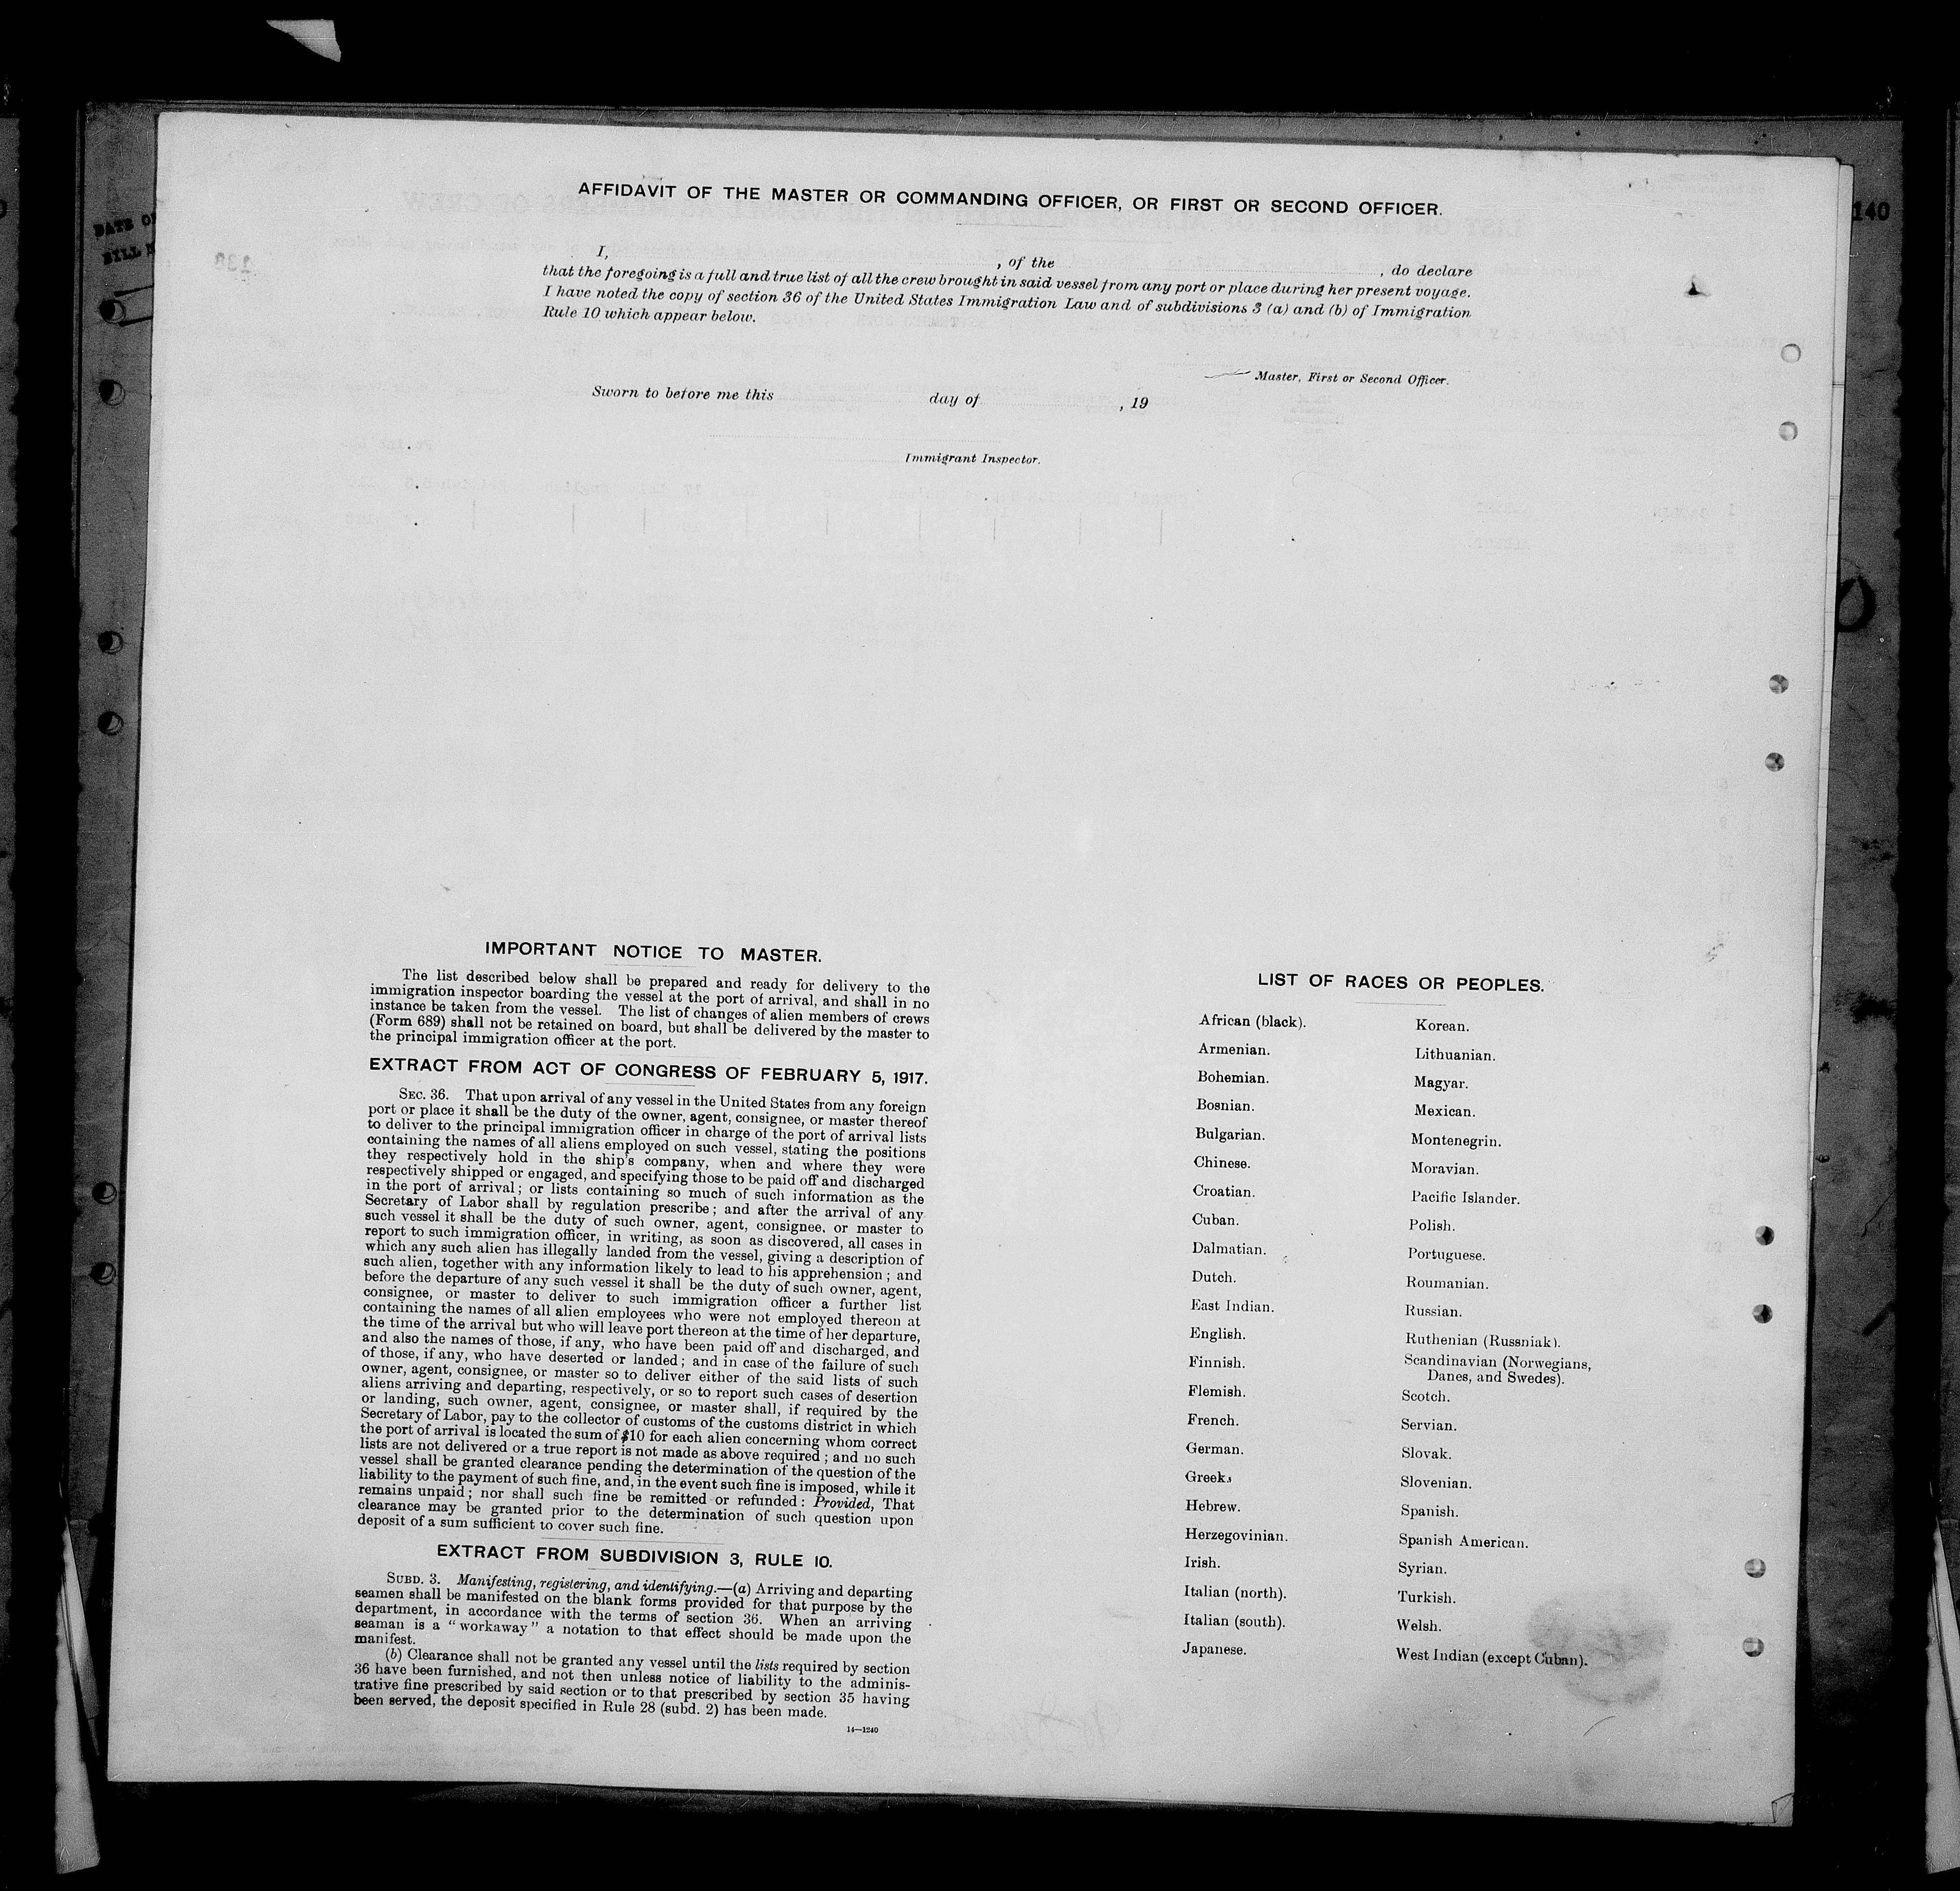 AFFIDAVIT OF THE MASTER OR COMMANDING OFFICER, OR FIRST OR SECOND OFFICER.
I, , of the , do declare
that the foregoing is a full and true list of all the crew brought in said vessel from any port or place during her present voyage.
I have noted the copy of section 36 of the United States Immigration Law and of subdivisions 3 (a) and (b) of Immigration
Rule 10 which appear below.
Master, First or Second Officer.
Sworn to before me this day of , 19
Immigrant Inspector.
IMPORTANT NOTICE TO MASTER.
The list described below shall be prepared and ready for delivery to the
immigration inspector boarding the vessel at the port of arrival, and shall in no
instance be taken from the vessel. The list of changes of alien members of crews
(Form 689) shall not be retained on board, but shall be delivered by the master to
the principal immigration officer at the port.
EXTRACT FROM ACT OF CONGRESS OF FEBRUARY 5, 1917.
SEC. 36. That upon arrival of any vessel in the United States from any foreign
port or place it shall be the duty of the owner, agent, consignee, or master thereof
to deliver to the principal immigration officer in charge of the port of arrival lists
containing the names of all aliens employed on such vessel, stating the positions
they respectively hold in the ship's company, when and where they were
respectively shipped or engaged, and specifying those to be paid off and discharged
in the port of arrival; or lists containing so much of such information as the
Secretary of Labor shall by regulation prescribe; and after the arrival of any
such vessel it shall be the duty of such owner, agent, consignee, or master to
report to such immigration officer, in writing, as soon as discovered, all cases in
which any such alien has illegally landed from the vessel, giving a description of
such alien, together with any information likely to lead to his apprehension; and
before the departure of any such vessel it shall be the duty of such owner, agent,
consignee, or master to deliver to such immigration officer a further list
containing the names of all alien employees who were not employed thereon at
the time of the arrival but who will leave port thereon at the time of her departure,
and also the names of those, if any, who have been paid off and discharged, and
of those, if any, who have deserted or landed; and in case of the failure of such
owner, agent, consignee, or master so to deliver either of the said lists of such
aliens arriving and departing, respectively, or so to report such cases of desertion
or landing, such owner, agent, consignee, or master shall, if required by the
Secretary of Labor, pay to the collector of customs of the customs district in which
the port of arrival is located the sum of $10 for each alien concerning whom correct
lists are not delivered or a true report is not made as above required; and no such
vessel shall be granted clearance pending the determination of the question of the
liability to the payment of such fine, and, in the event such fine is imposed, while it
remains unpaid; nor shall such fine be remitted or refunded: Provided, That
clearance may be granted prior to the determination of such question upon
deposit of a sum sufficient to cover such fine.
EXTRACT FROM SUBDIVISION 3, RULE 10.
SUBD. 3. Manifesting, registering, and identifying.—(a) Arriving and departing
seamen shall be manifested on the blank forms provided for that purpose by the
department, in accordance with the terms of section 36. When an arriving
seaman is a "workaway" a notation to that effect should be made upon the
manifest.
(b) Clearance shall not be granted any vessel until the lists required by section
36 have been furnished, and not then unless notice of liability to the adminis-
trative fine prescribed by said section or to that prescribed by section 35 having
been served, the deposit specified in Rule 28 (subd. 2) has been made.
14—1240
LIST OF RACES OR PEOPLES.
African (black).
Armenian.
Bohemian.
Bosnian.
Bulgarian.
Chinese.
Croatian.
Cuban.
Dalmatian.
Dutch.
East Indian.
English.
Finnish.
Flemish.
French.
German.
Greek.
Hebrew.
Herzegovinian.
Irish.
Italian (north).
Italian (south).
Japanese.
Korean.
Lithuanian.
Magyar.
Mexican.
Montenegrin.
Moravian.
Pacific Islander.
Polish.
Portuguese.
Roumanian.
Russian.
Ruthenian (Russniak).
Scandinavian (Norwegians,
Danes, and Swedes).
Scotch.
Servian.
Slovak.
Slovenian.
Spanish.
Spanish American.
Syrian.
Turkish.
Welsh.
West Indian (except Cuban).
140
DATE OF
BILL N